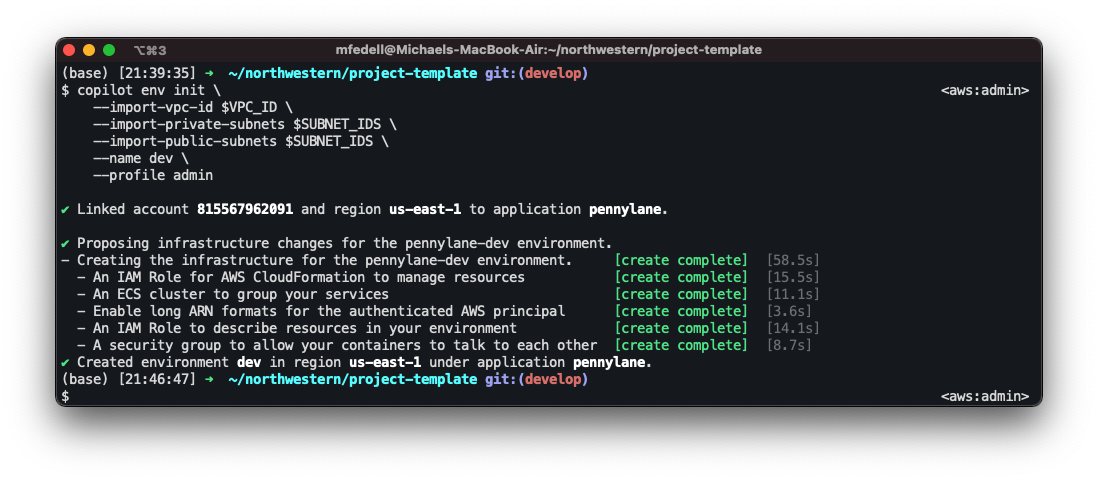 ⌥⌘3 mfedell@Michaels-MacBook-Air:~/northwestern/project-template
(base) [21:39:35] → ~/northwestern/project-template git:(develop)
$ copilot env init \ <aws:admin>
--import-vpc-id $VPC_ID \
--import-private-subnets $SUBNET_IDS \
--import-public-subnets $SUBNET_IDS \
--name dev \
--profile admin
✔ Linked account 815567962091 and region us-east-1 to application pennylane.
✔ Proposing infrastructure changes for the pennylane-dev environment.
- Creating the infrastructure for the pennylane-dev environment. [create complete] [58.5s]
- An IAM Role for AWS CloudFormation to manage resources [create complete] [15.5s]
- An ECS cluster to group your services [create complete] [11.1s]
- Enable long ARN formats for the authenticated AWS principal [create complete] [3.6s]
- An IAM Role to describe resources in your environment [create complete] [14.1s]
- A security group to allow your containers to talk to each other [create complete] [8.7s]
✔ Created environment dev in region us-east-1 under application pennylane.
(base) [21:46:47] → ~/northwestern/project-template git:(develop)
$ <aws:admin>